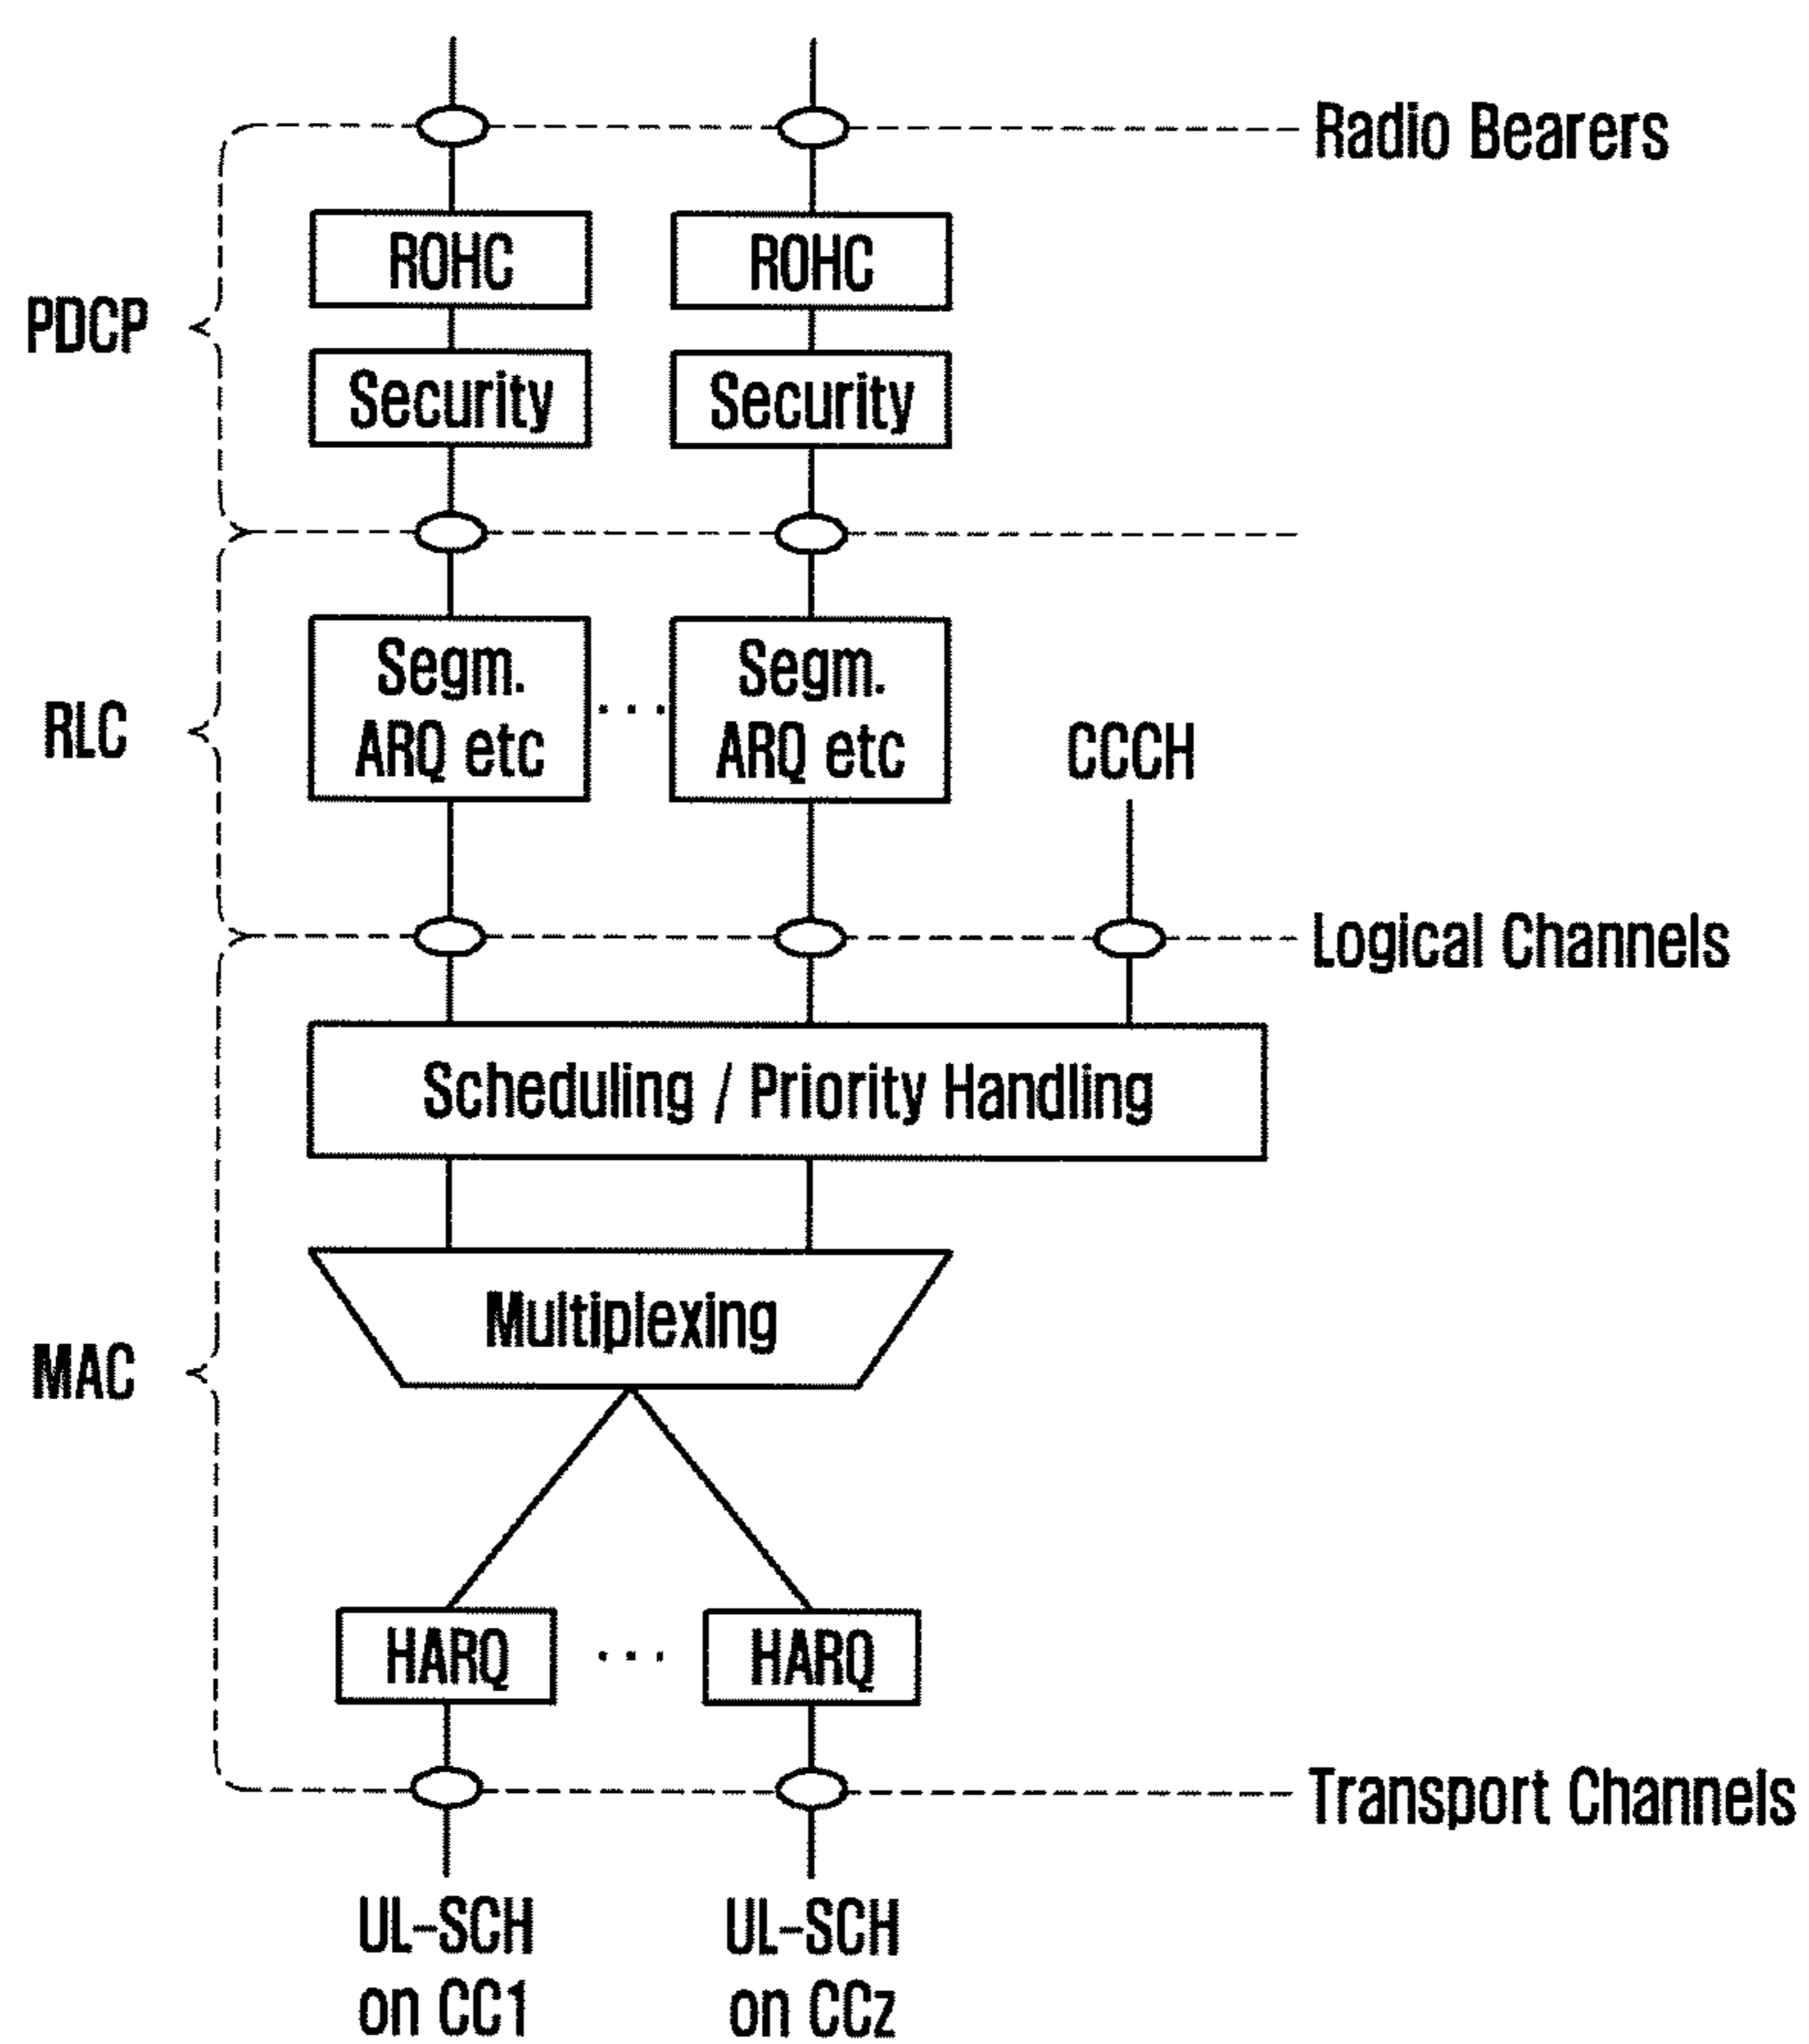 Radio Bearers
ROHC
ROHC
PDCP
Security
Security
Segm.
ARQ etc
...
Segm.
ARQ etc
RLC
CCCH
Logical Channels
Scheduling / Priority Handling
Multiplexing
MAC
HARQ
...
HARQ
Transport Channels
UL-SCH
on CC1
UL-SCH
on CCz